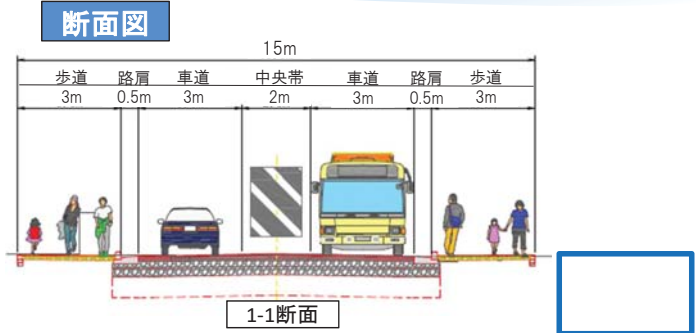 断面図
15m
歩道 路肩 車道 中央帯 車道 路肩 歩道
3m 0.5m 3m 2m 3m 0.5m 3m
1-1断面